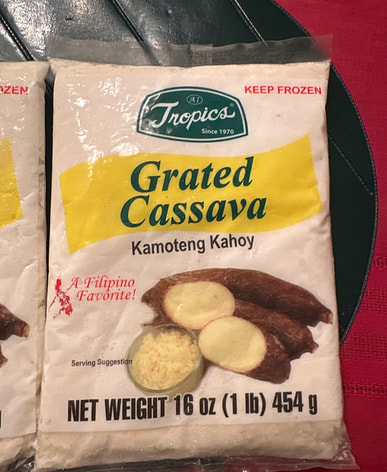 KEEP FROZEN
A1
Tropics®
Since 1970
Grated
Cassava
Kamoteng Kahoy
A Filipino
Favorite!
Serving Suggestion
NET WEIGHT 16 oz (1 lb) 454 g